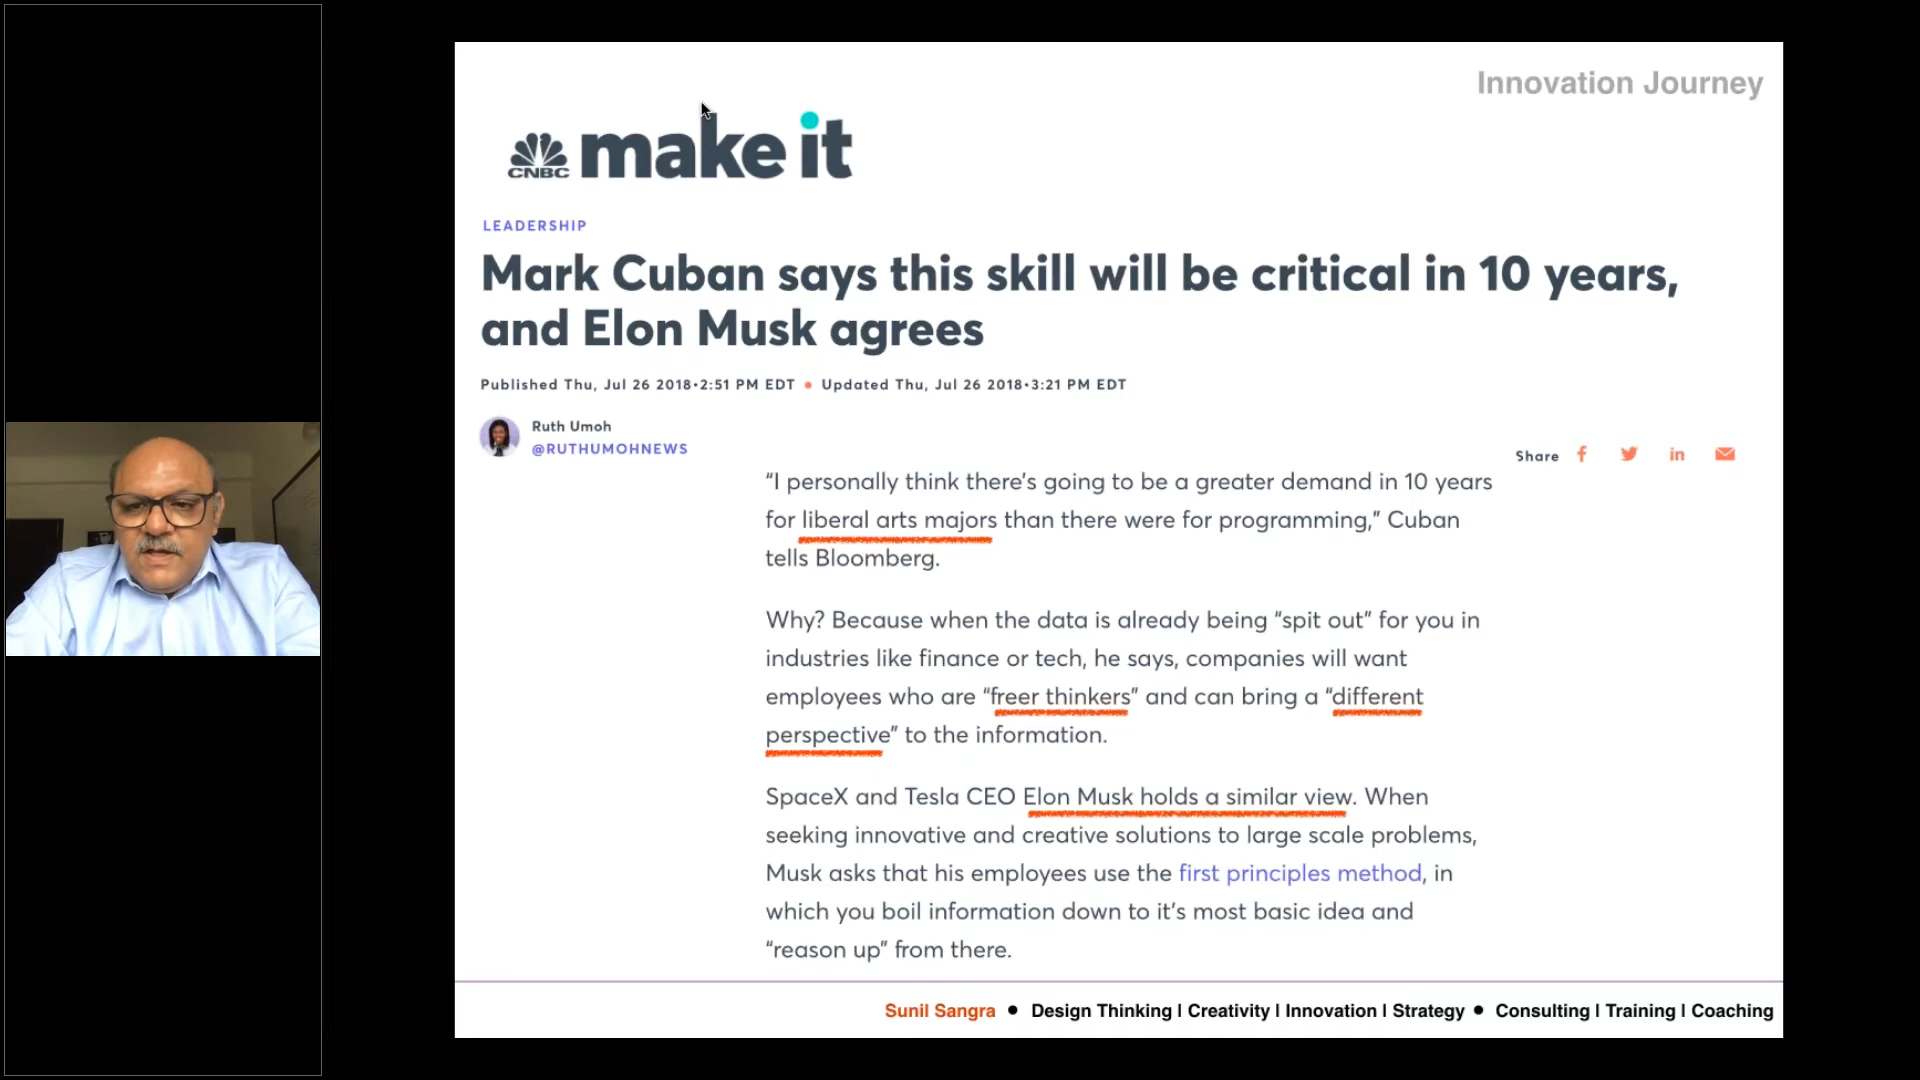 Innovation Journey
CNBC make it
LEADERSHIP
Mark Cuban says this skill will be critical in 10 years,
and Elon Musk agrees
Published Thu, Jul 26 2018•2:51 PM EDT • Updated Thu, Jul 26 2018•3:21 PM EDT
Ruth Umoh
@RUTHUMOHNEWS
Share f in
“I personally think there’s going to be a greater demand in 10 years
for liberal arts majors than there were for programming,” Cuban
tells Bloomberg.
Why? Because when the data is already being “spit out” for you in
industries like finance or tech, he says, companies will want
employees who are “freer thinkers” and can bring a “different
perspective” to the information.
SpaceX and Tesla CEO Elon Musk holds a similar view. When
seeking innovative and creative solutions to large scale problems,
Musk asks that his employees use the first principles method, in
which you boil information down to it’s most basic idea and
“reason up” from there.
Sunil Sangra ● Design Thinking | Creativity | Innovation | Strategy ● Consulting | Training | Coaching